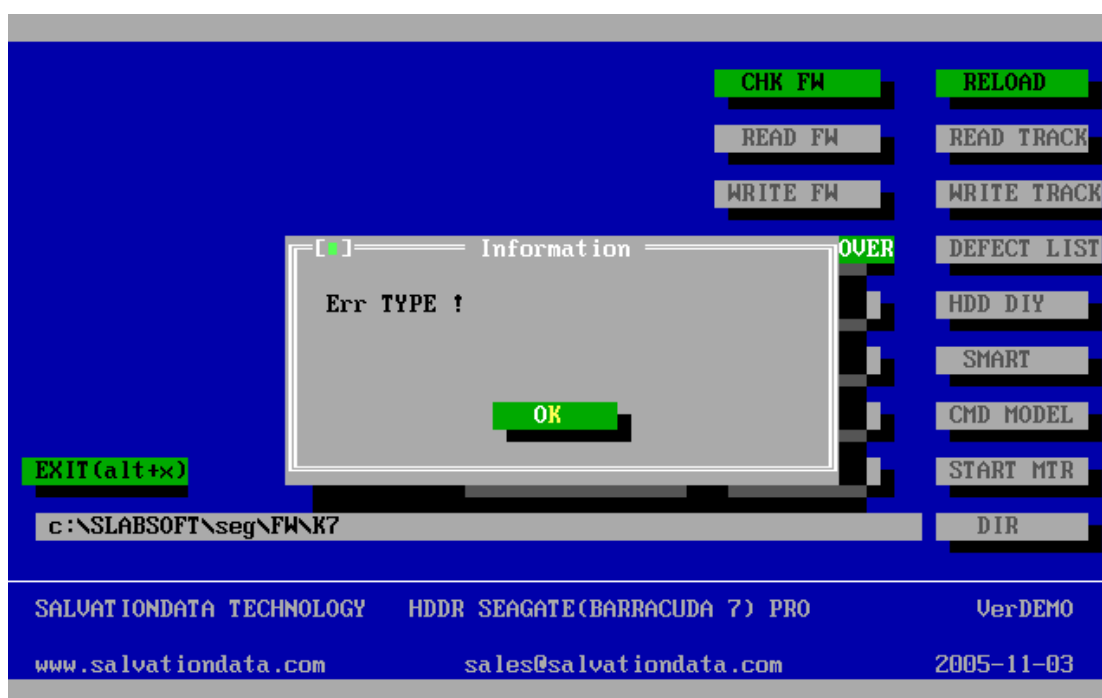 CHK FW RELOAD
READ FW READ TRACK
WRITE FW WRITE TRACK
[■] Information OVER DEFECT LIST
Err TYPE !
HDD DIY
SMART
OK CMD MODEL
EXIT(alt+x) START MTR
c:\SLABSOFT\seg\FW\K7 DIR
SALVATIONDATA TECHNOLOGY HDDR SEAGATE(BARRACUDA 7) PRO VerDEMO
www.salvationdata.com sales@salvationdata.com 2005-11-03